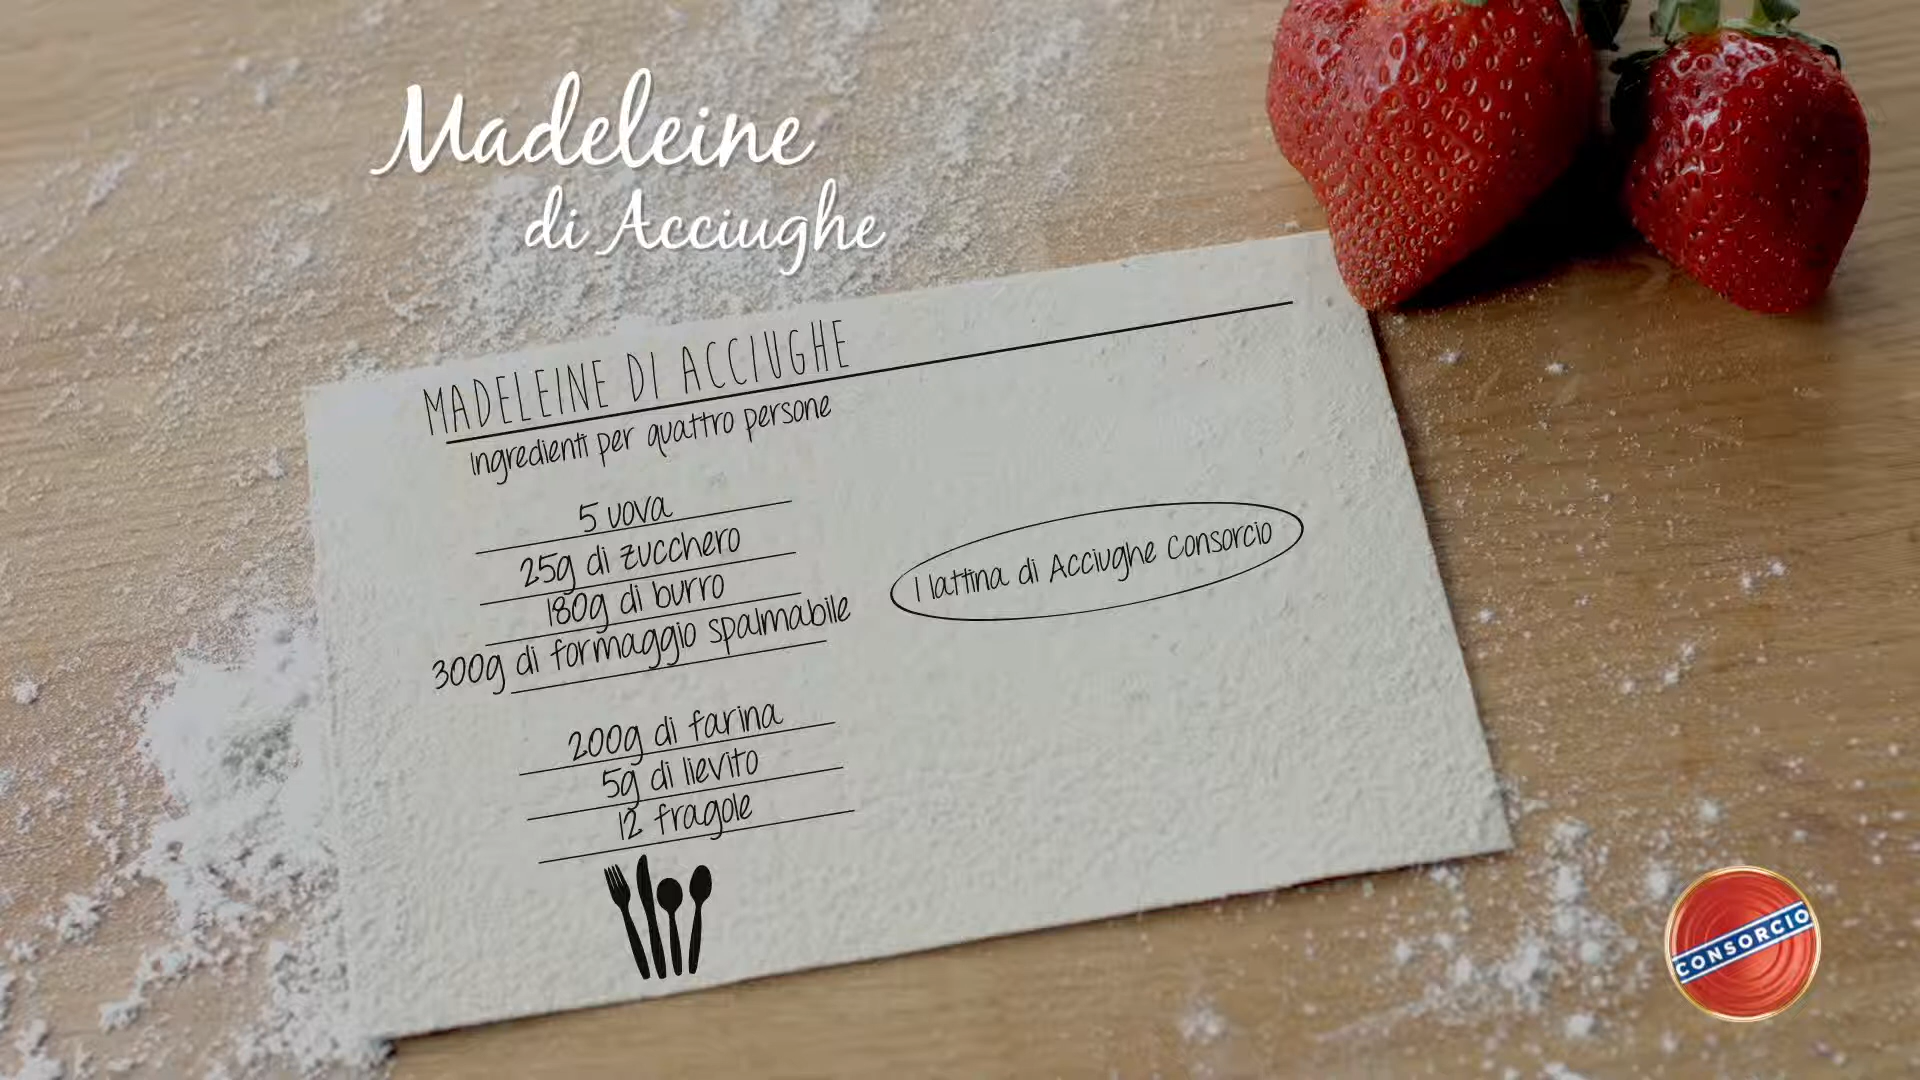 Madeleine
di Acciughe
MADELEINE DI ACCIUGHE
Ingredienti per quattro persone
5 uova
25g di zucchero
180g di burro
300g di formaggio spalmabile
200g di farina
5g di lievito
12 fragole
1 lattina di Acciughe Consorcio
CONSORCIO